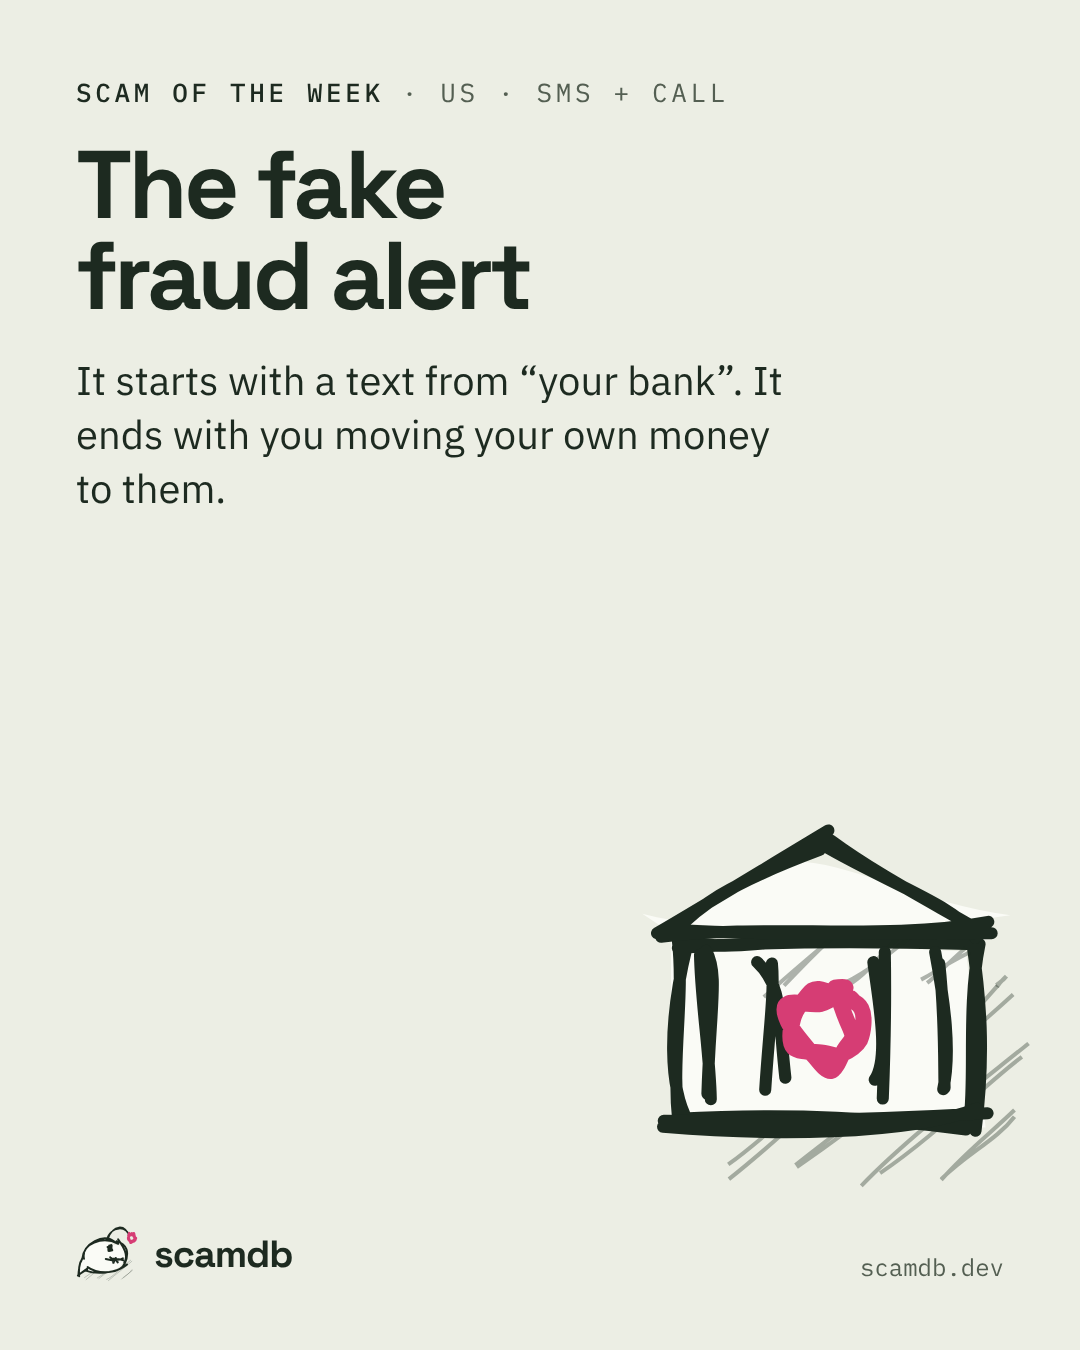 SCAM OF THE WEEK · US · SMS + CALL
The fake
fraud alert
It starts with a text from “your bank”. It
ends with you moving your own money
to them.
scamdb
scamdb.dev